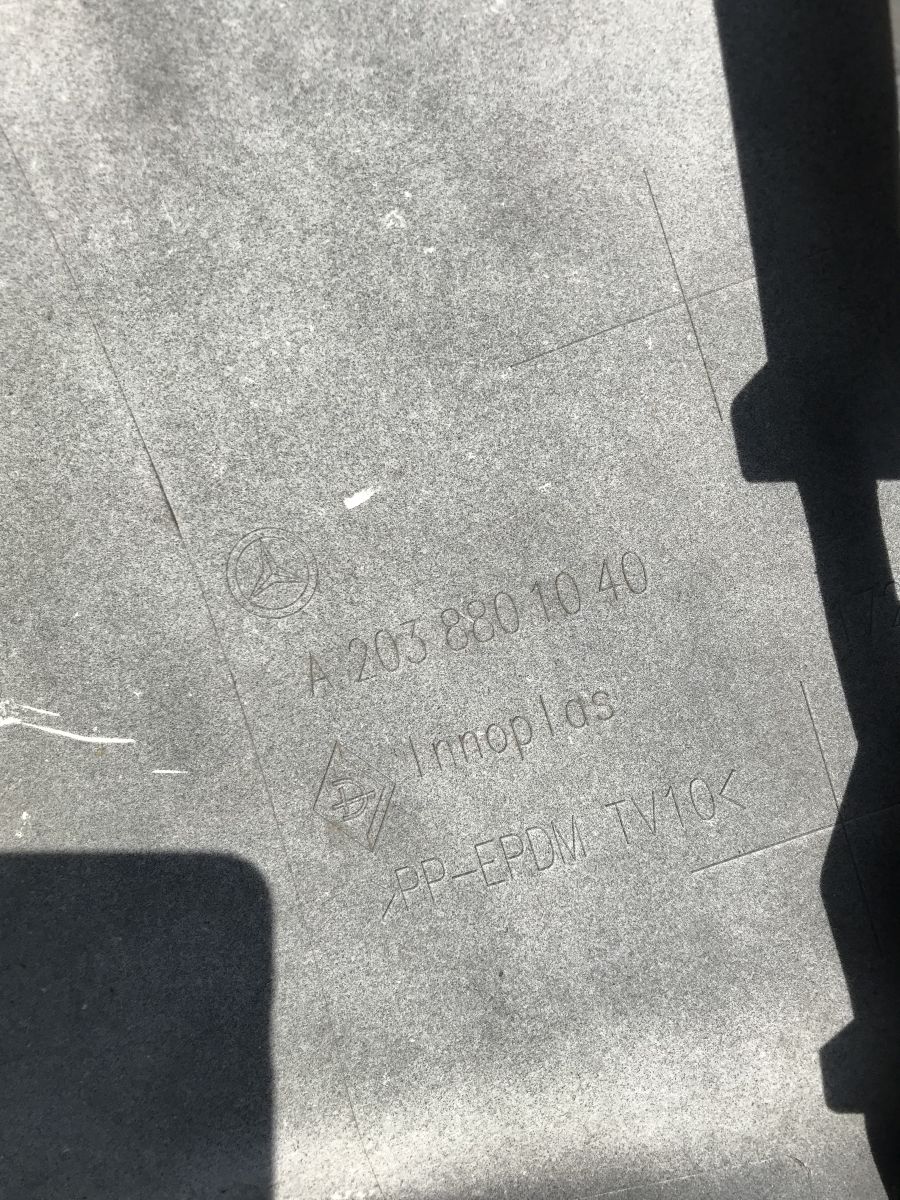 A 203 880 10 40
Innoplas
D
>PP-EPDM TV10<